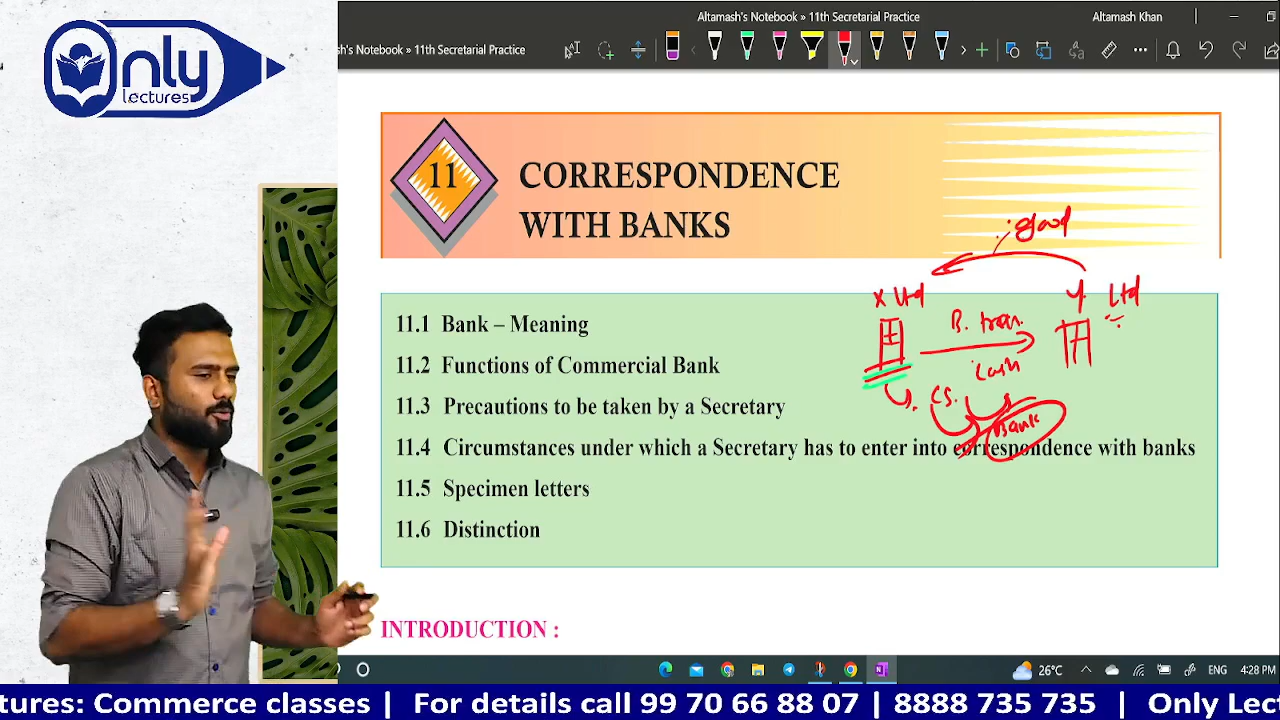 Only
lectures
Altamash's Notebook » 11th Secretarial Practice
Altamash Khan
's Notebook » 11th Secretarial Practice
11
CORRESPONDENCE
WITH BANKS
good
X Ltd
Y Ltd
B. tran.
cash
CS.
Bank
11.1 Bank – Meaning
11.2 Functions of Commercial Bank
11.3 Precautions to be taken by a Secretary
11.4 Circumstances under which a Secretary has to enter into correspondence with banks
11.5 Specimen letters
11.6 Distinction
INTRODUCTION :
26°C
ENG
4:28 PM
tures: Commerce classes | For details call 99 70 66 88 07 | 8888 735 735 | Only Lec